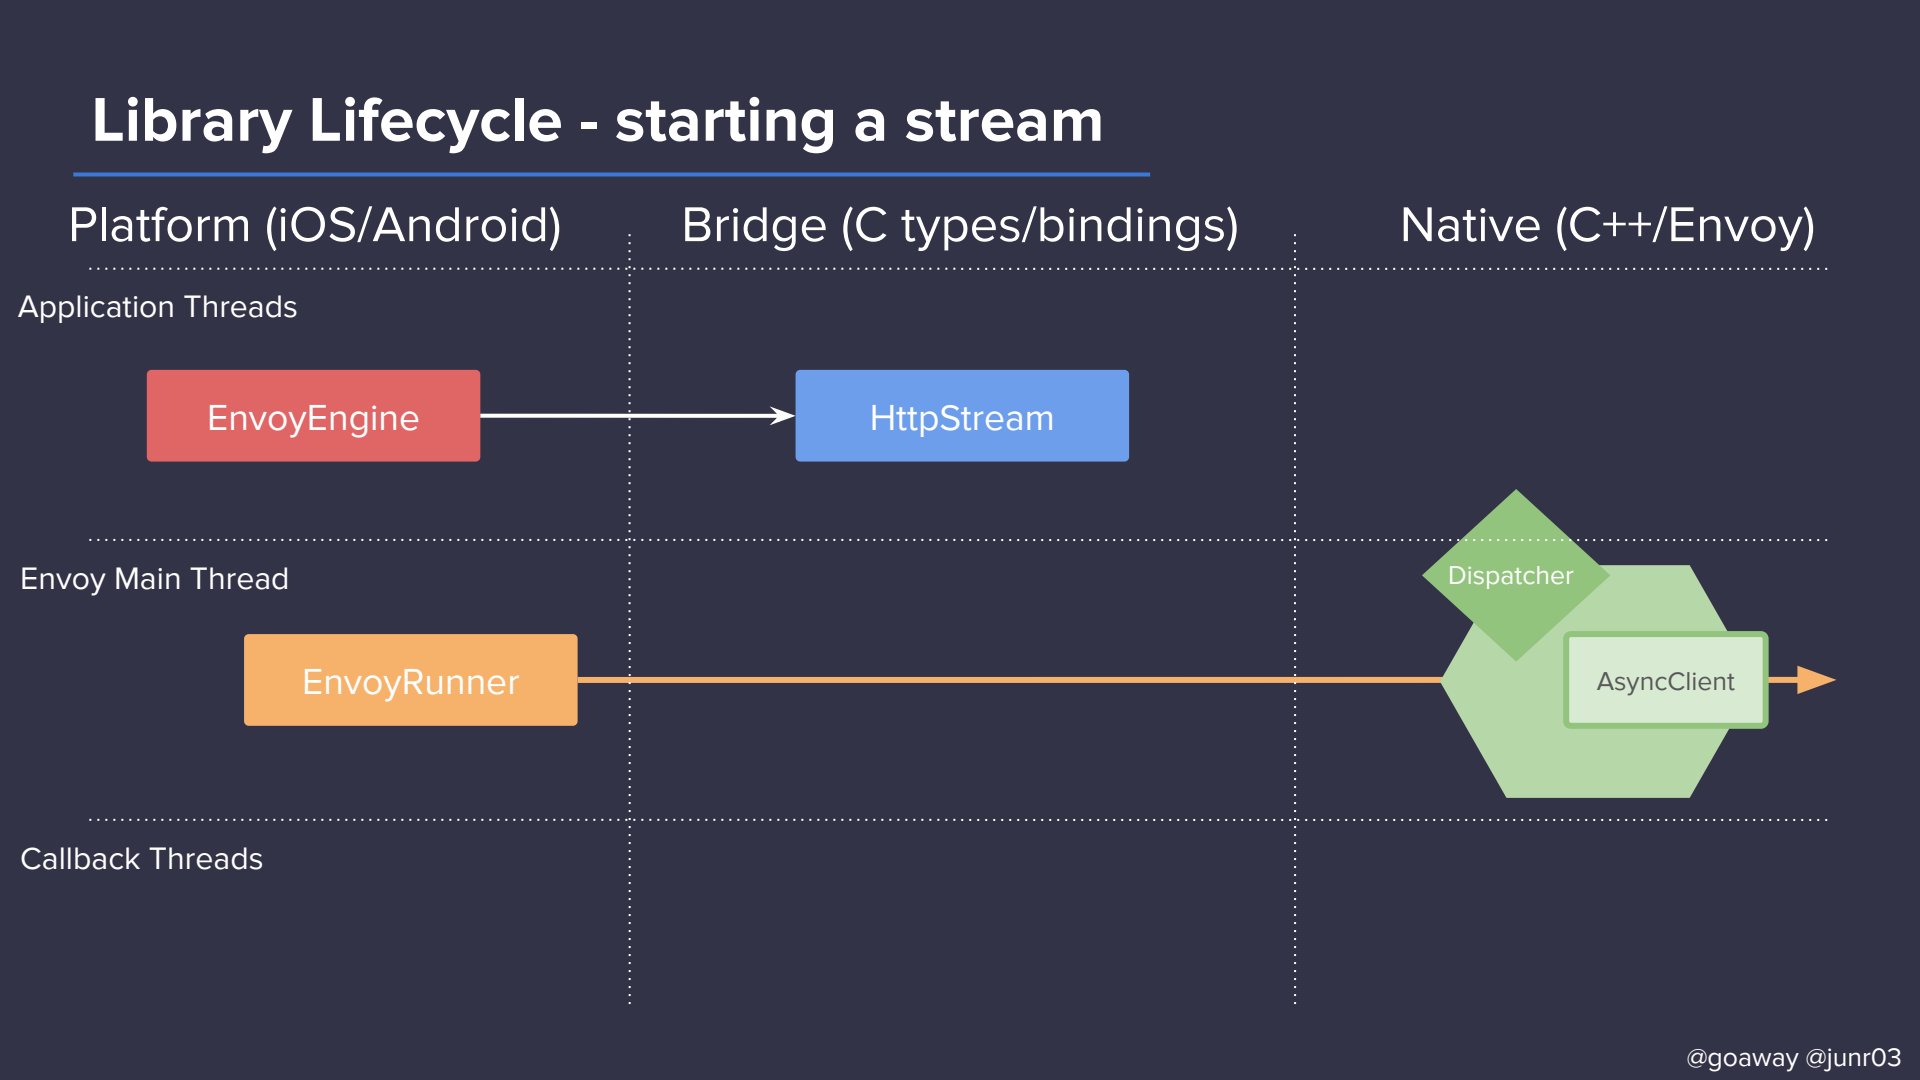 Library Lifecycle - starting a stream
Platform (iOS/Android)
Bridge (C types/bindings)
Native (C++/Envoy)
Application Threads
EnvoyEngine
HttpStream
Envoy Main Thread
Dispatcher
EnvoyRunner
AsyncClient
Callback Threads
@goaway @junr03